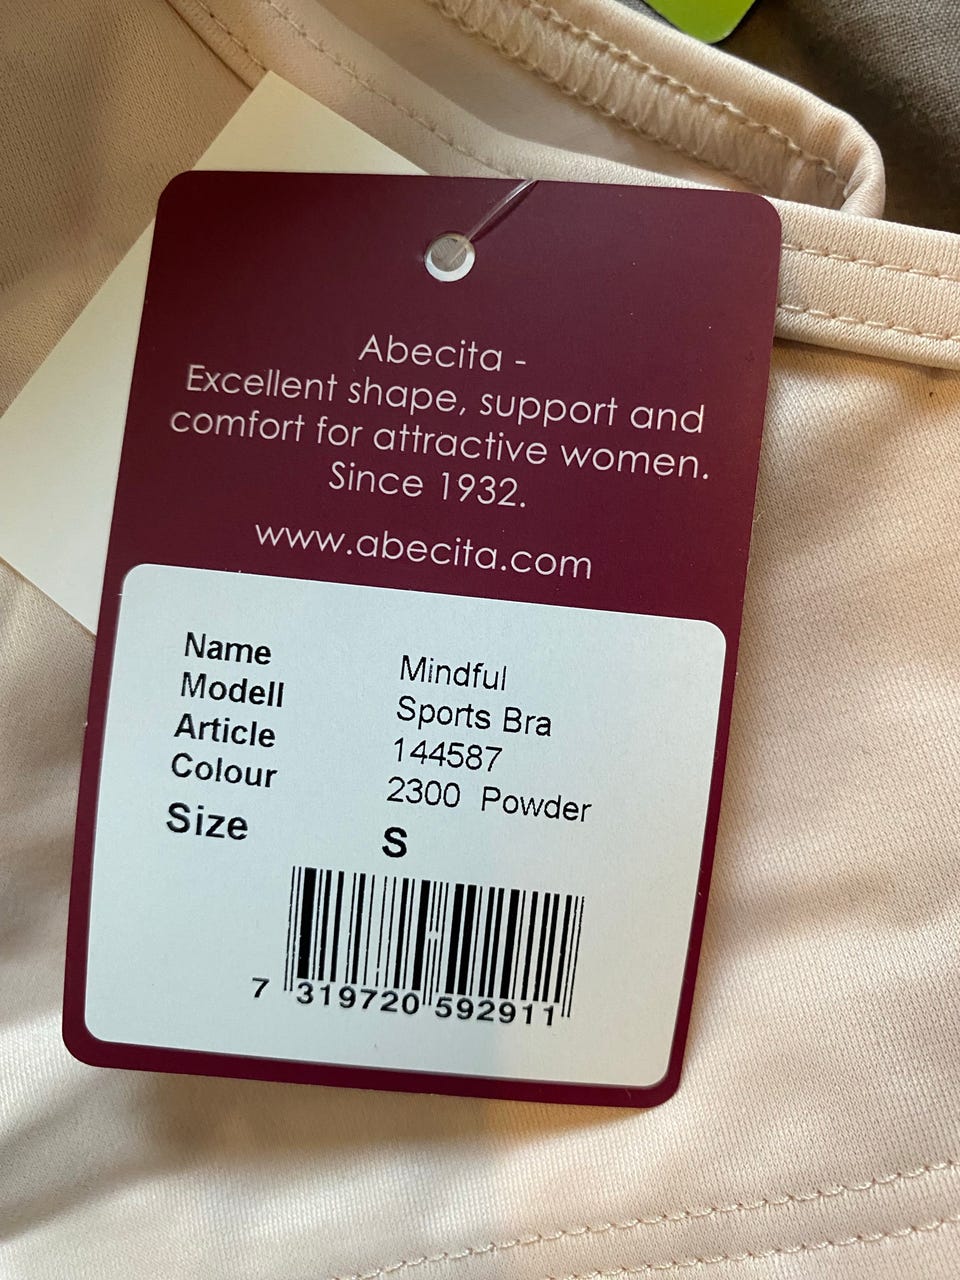 Abecita -
Excellent shape, support and
comfort for attractive women.
Since 1932.
www.abecita.com
Name Mindful
Modell Sports Bra
Article 144587
Colour 2300 Powder
Size S
7 319720 592911